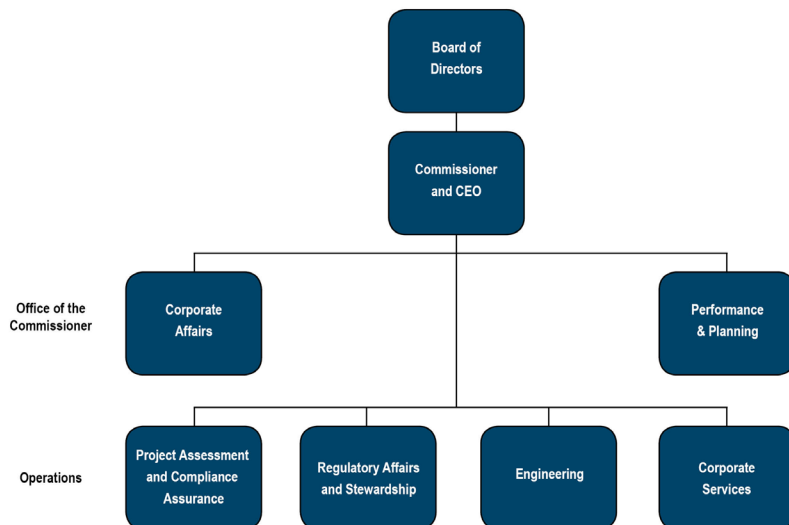 Board of
Directors
Commissioner
and CEO
Office of the
Commissioner
Corporate
Affairs
Performance
& Planning
Operations
Project Assessment
and Compliance
Assurance
Regulatory Affairs
and Stewardship
Engineering
Corporate
Services